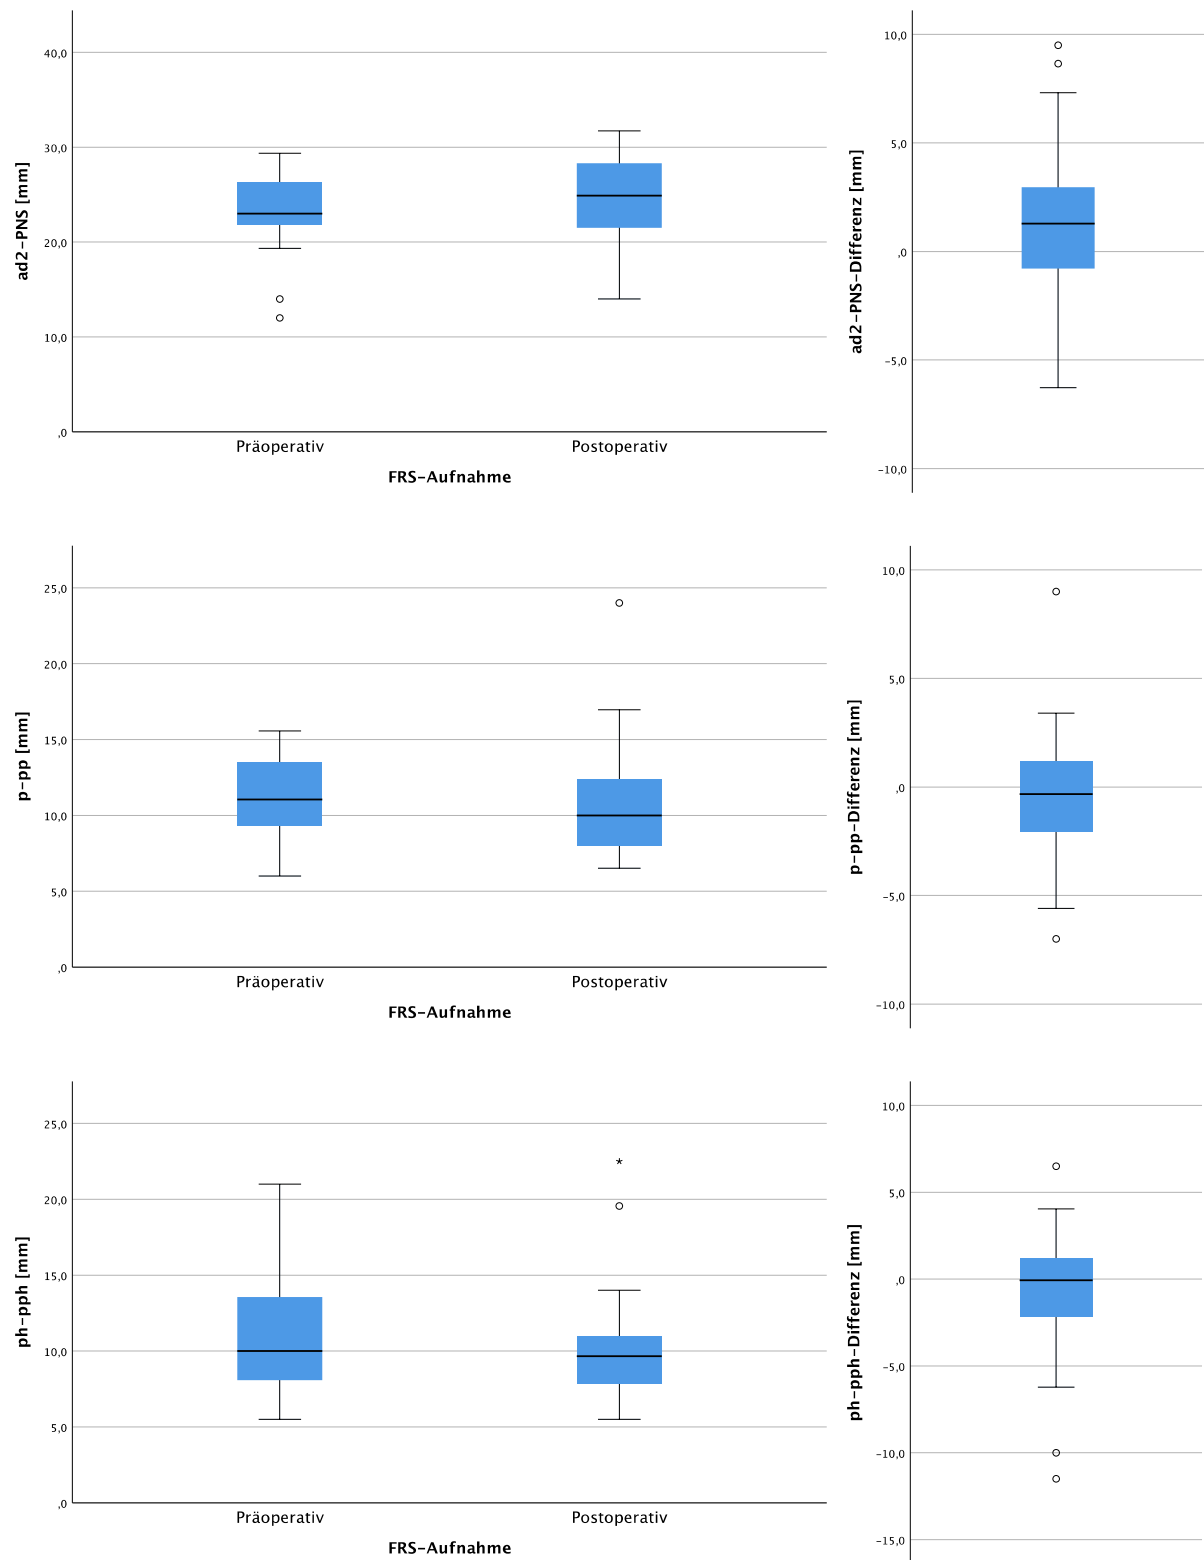 ad2-PNS [mm]
40,0
30,0
20,0
10,0
,0
Präoperativ
Postoperativ
FRS-Aufnahme
ad2-PNS-Differenz [mm]
10,0
5,0
,0
-5,0
-10,0
p-pp [mm]
25,0
20,0
15,0
10,0
5,0
,0
Präoperativ
Postoperativ
FRS-Aufnahme
p-pp-Differenz [mm]
10,0
5,0
,0
-5,0
-10,0
ph-pph [mm]
25,0
20,0
15,0
10,0
5,0
,0
Präoperativ
Postoperativ
FRS-Aufnahme
ph-pph-Differenz [mm]
10,0
5,0
,0
-5,0
-10,0
-15,0